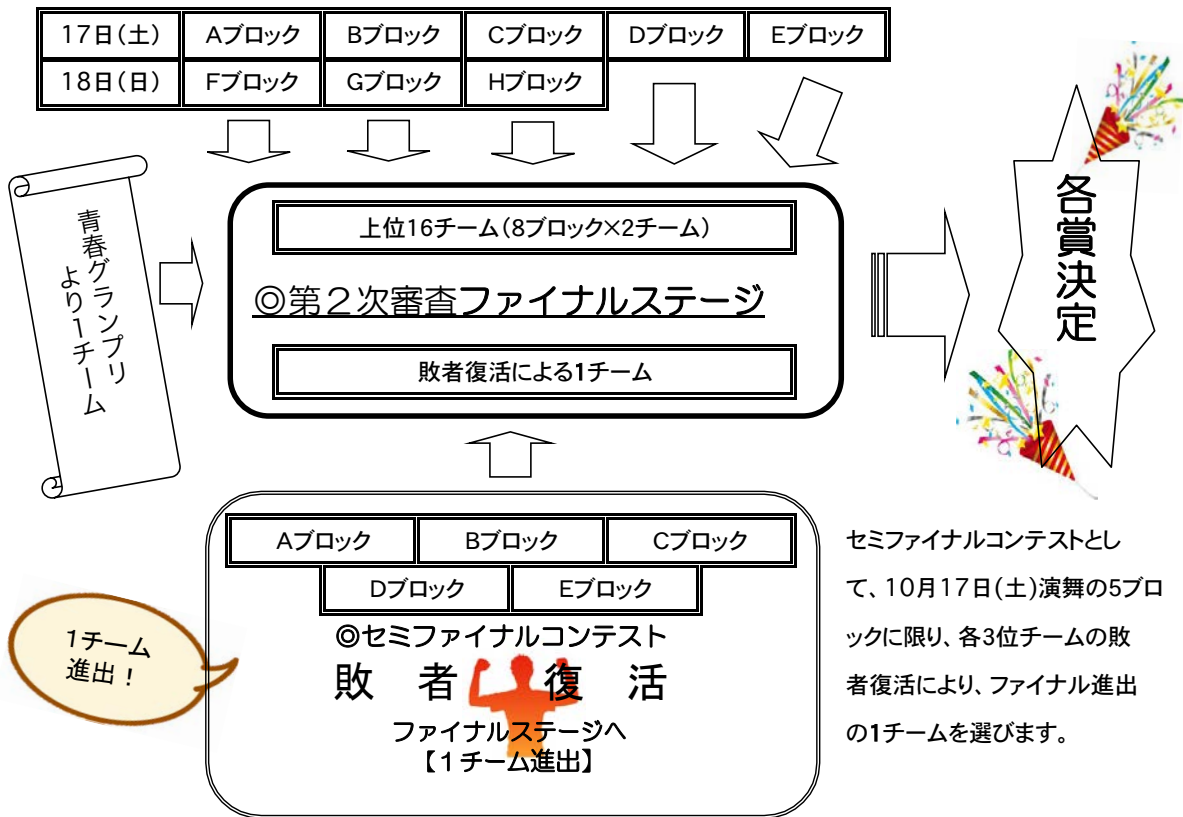 17日(土) Aブロック Bブロック Cブロック Dブロック Eブロック
18日(日) Fブロック Gブロック Hブロック
青春グランプリ
より1チーム
上位16チーム(8ブロック×2チーム)
◎第2次審査ファイナルステージ
敗者復活による1チーム
各賞決定
Aブロック Bブロック Cブロック
Dブロック Eブロック
◎セミファイナルコンテスト
敗者復活
ファイナルステージへ
【1チーム進出】
1チーム
進出!
セミファイナルコンテストとし
て、10月17日(土)演舞の5ブロ
ックに限り、各3位チームの敗
者復活により、ファイナル進出
の1チームを選びます。